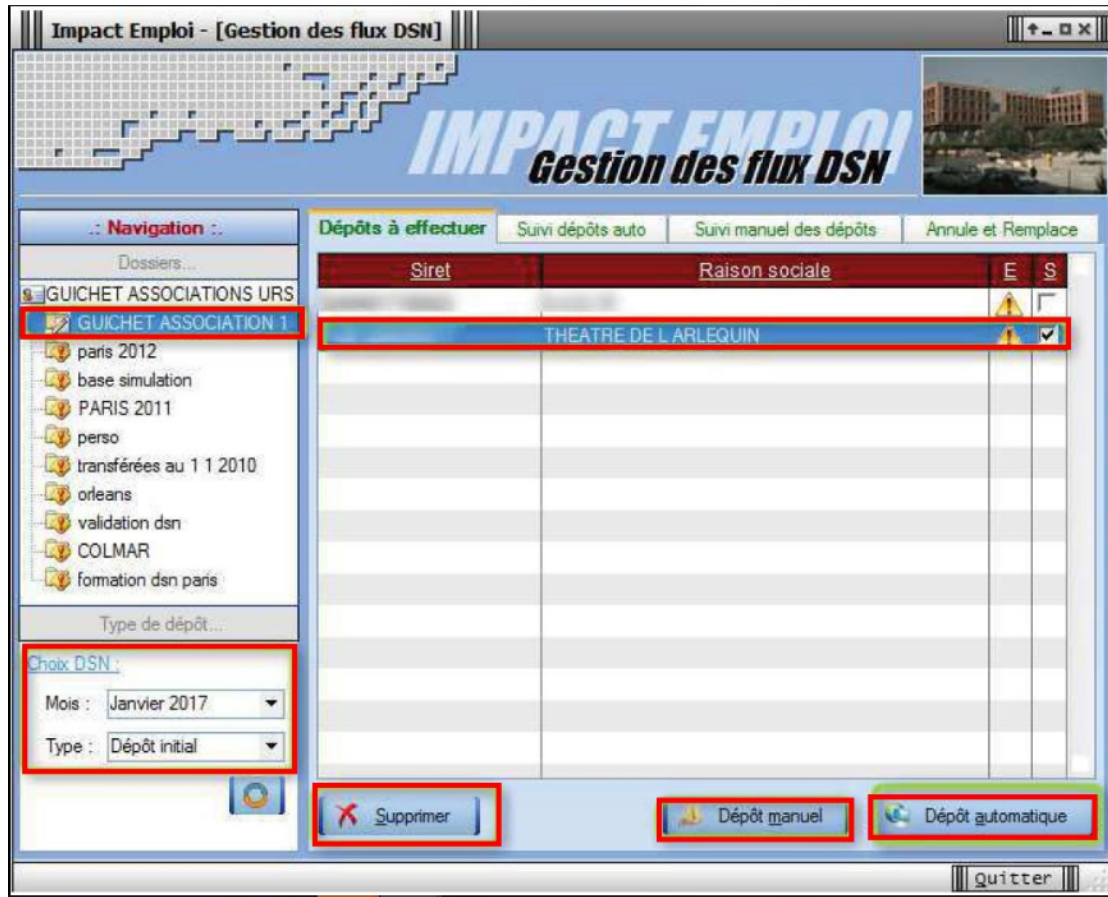 Impact Emploi - [Gestion des flux DSN]
IMPACT EMPLOI
Gestion des flux DSN
.: Navigation :.
Dossiers...
GUICHET ASSOCIATIONS URS
GUICHET ASSOCIATION 1
paris 2012
base simulation
PARIS 2011
perso
transférées au 1 1 2010
orleans
validation dsn
COLMAR
formation dsn paris
Type de dépôt...
Choix DSN :
Mois : Janvier 2017
Type : Dépôt initial
Dépôts à effectuer Suivi dépôts auto Suivi manuel des dépôts Annule et Remplace
Siret Raison sociale E S
THEATRE DE L ARLEQUIN
Supprimer Dépôt manuel Dépôt automatique
Quitter